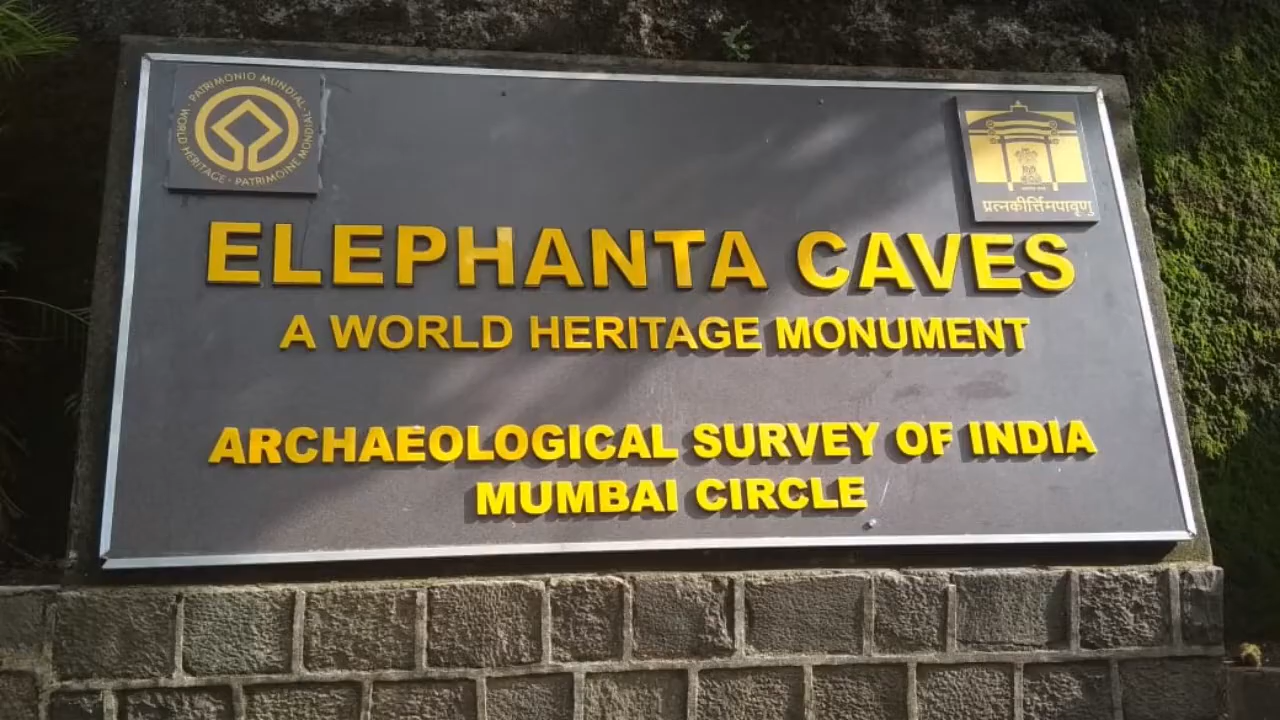 PATRIMONIO MUNDIAL · WORLD HERITAGE · PATRIMOINE MONDIAL ·
प्रत्नकीर्त्तिमपावृणु
ELEPHANTA CAVES
A WORLD HERITAGE MONUMENT
ARCHAEOLOGICAL SURVEY OF INDIA
MUMBAI CIRCLE